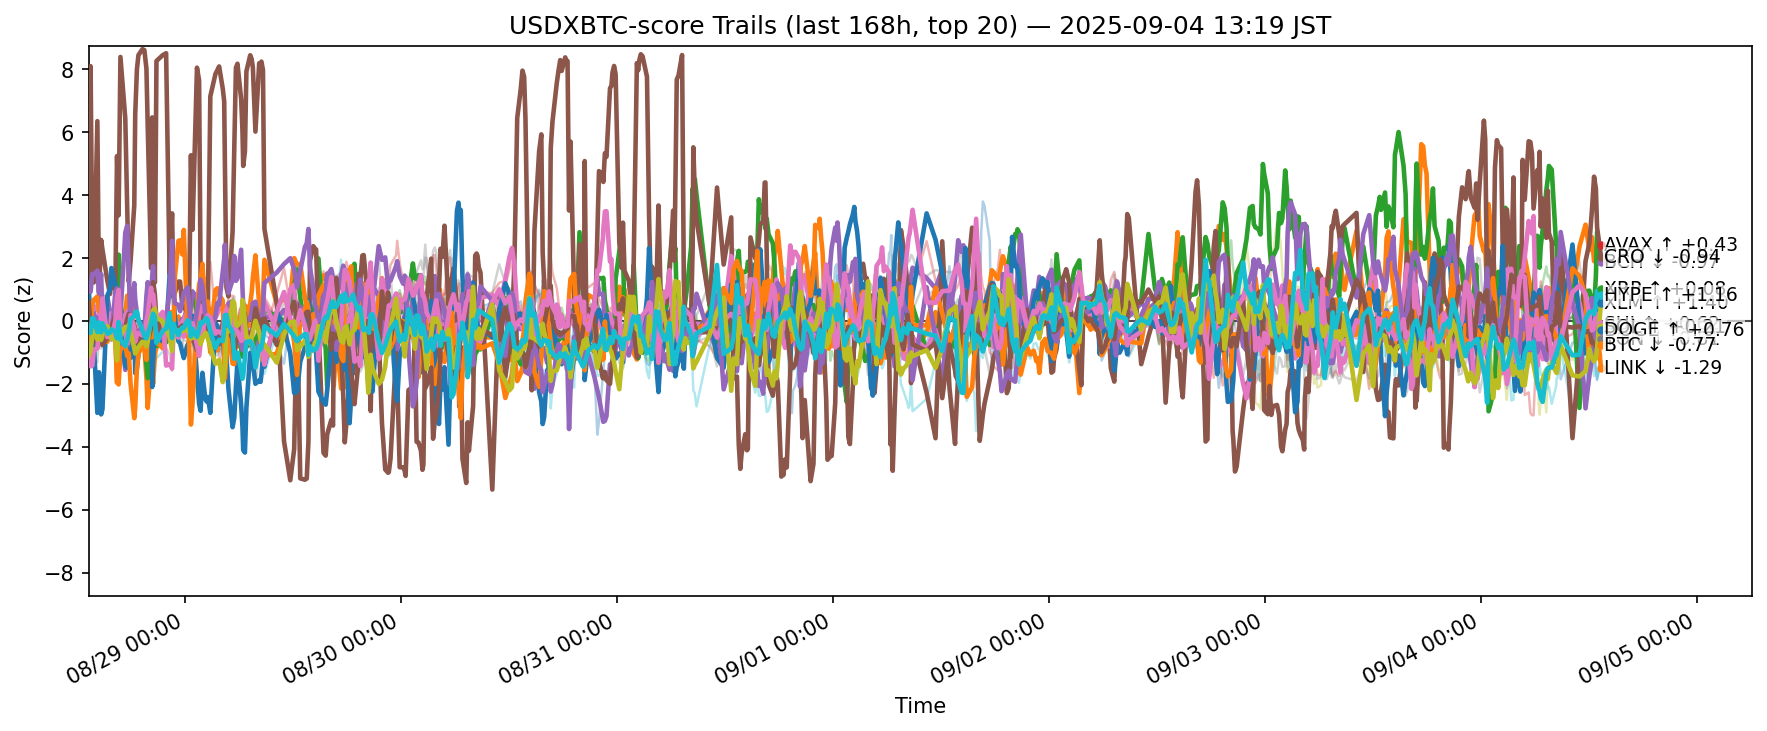 USDXBTC-score Trails (last 168h, top 20) — 2025-09-04 13:19 JST
Score (z)
8
6
4
2
0
−2
−4
−6
−8
AVAX ↑ +0.43
CRO ↓ -0.94
BCH ↓ -0.97
HYPE ↑ +1.16
DOGE ↑ +0.76
BTC ↓ -0.77
LINK ↓ -1.29
08/29 00:00
08/30 00:00
08/31 00:00
09/01 00:00
09/02 00:00
09/03 00:00
09/04 00:00
09/05 00:00
Time